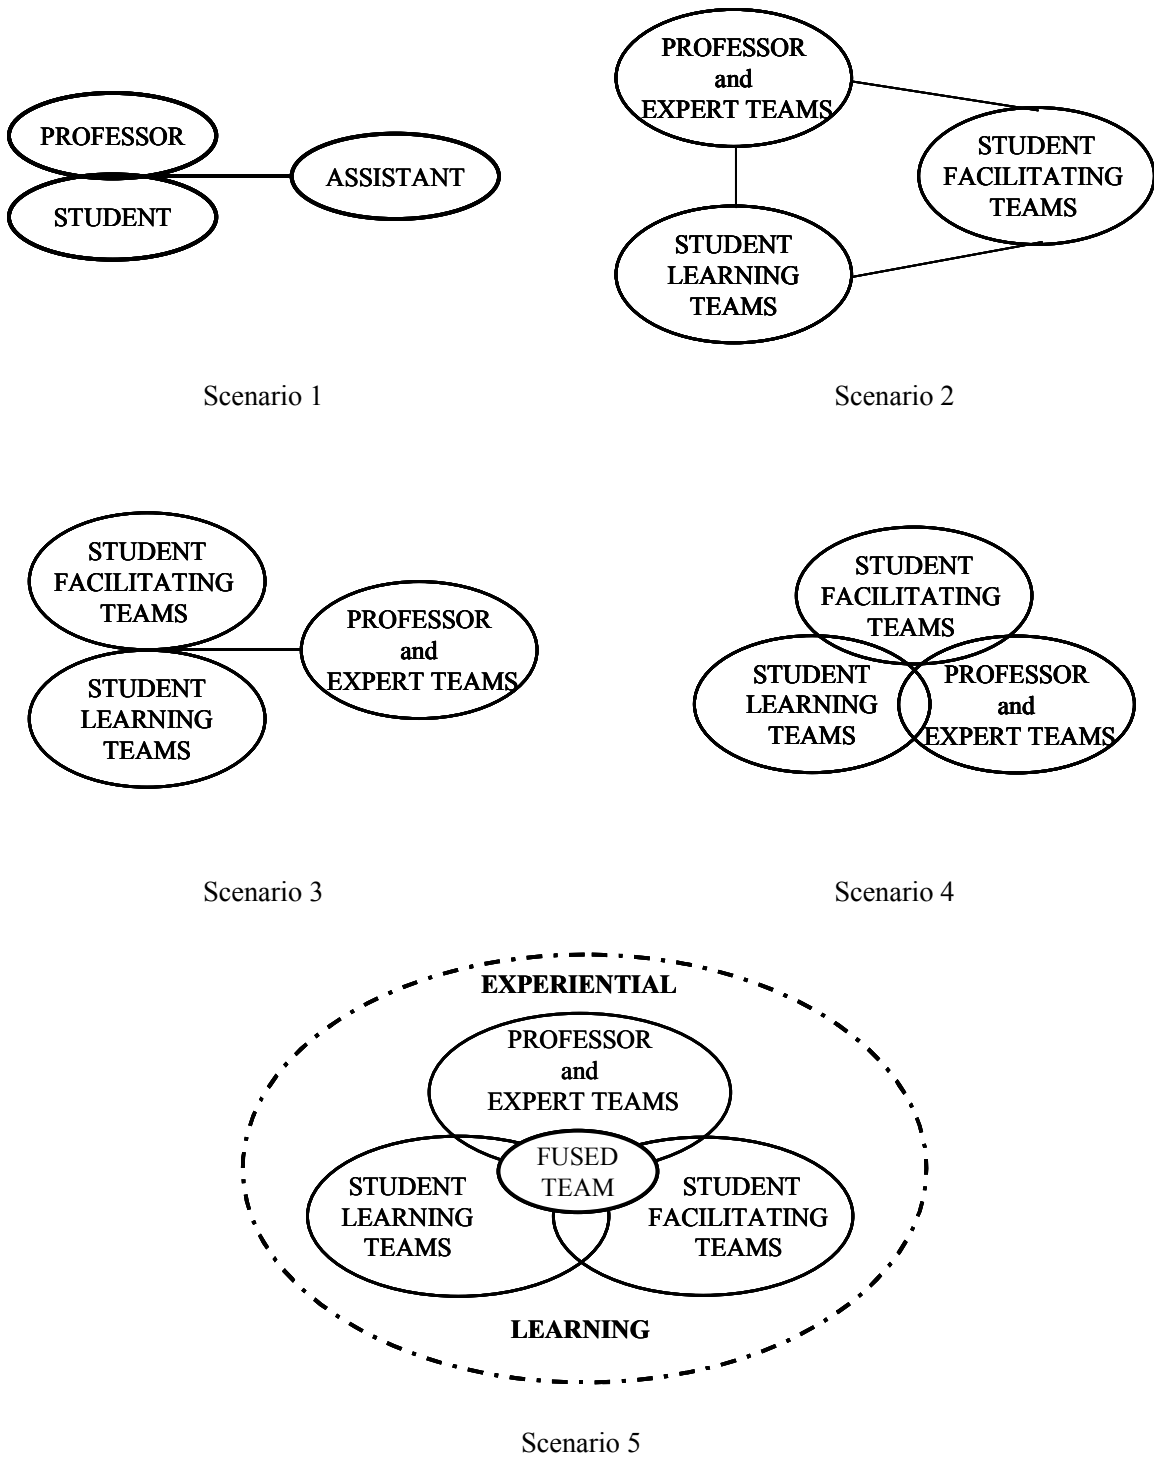 PROFESSOR
STUDENT
ASSISTANT
PROFESSOR
and
EXPERT TEAMS
STUDENT
FACILITATING
TEAMS
STUDENT
LEARNING
TEAMS
Scenario 1
Scenario 2
STUDENT
FACILITATING
TEAMS
STUDENT
LEARNING
TEAMS
PROFESSOR
and
EXPERT TEAMS
STUDENT
FACILITATING
TEAMS
STUDENT
LEARNING
TEAMS
PROFESSOR
and
EXPERT TEAMS
Scenario 3
Scenario 4
EXPERIENTIAL
PROFESSOR
and
EXPERT TEAMS
FUSED
TEAM
STUDENT
LEARNING
TEAMS
STUDENT
FACILITATING
TEAMS
LEARNING
Scenario 5